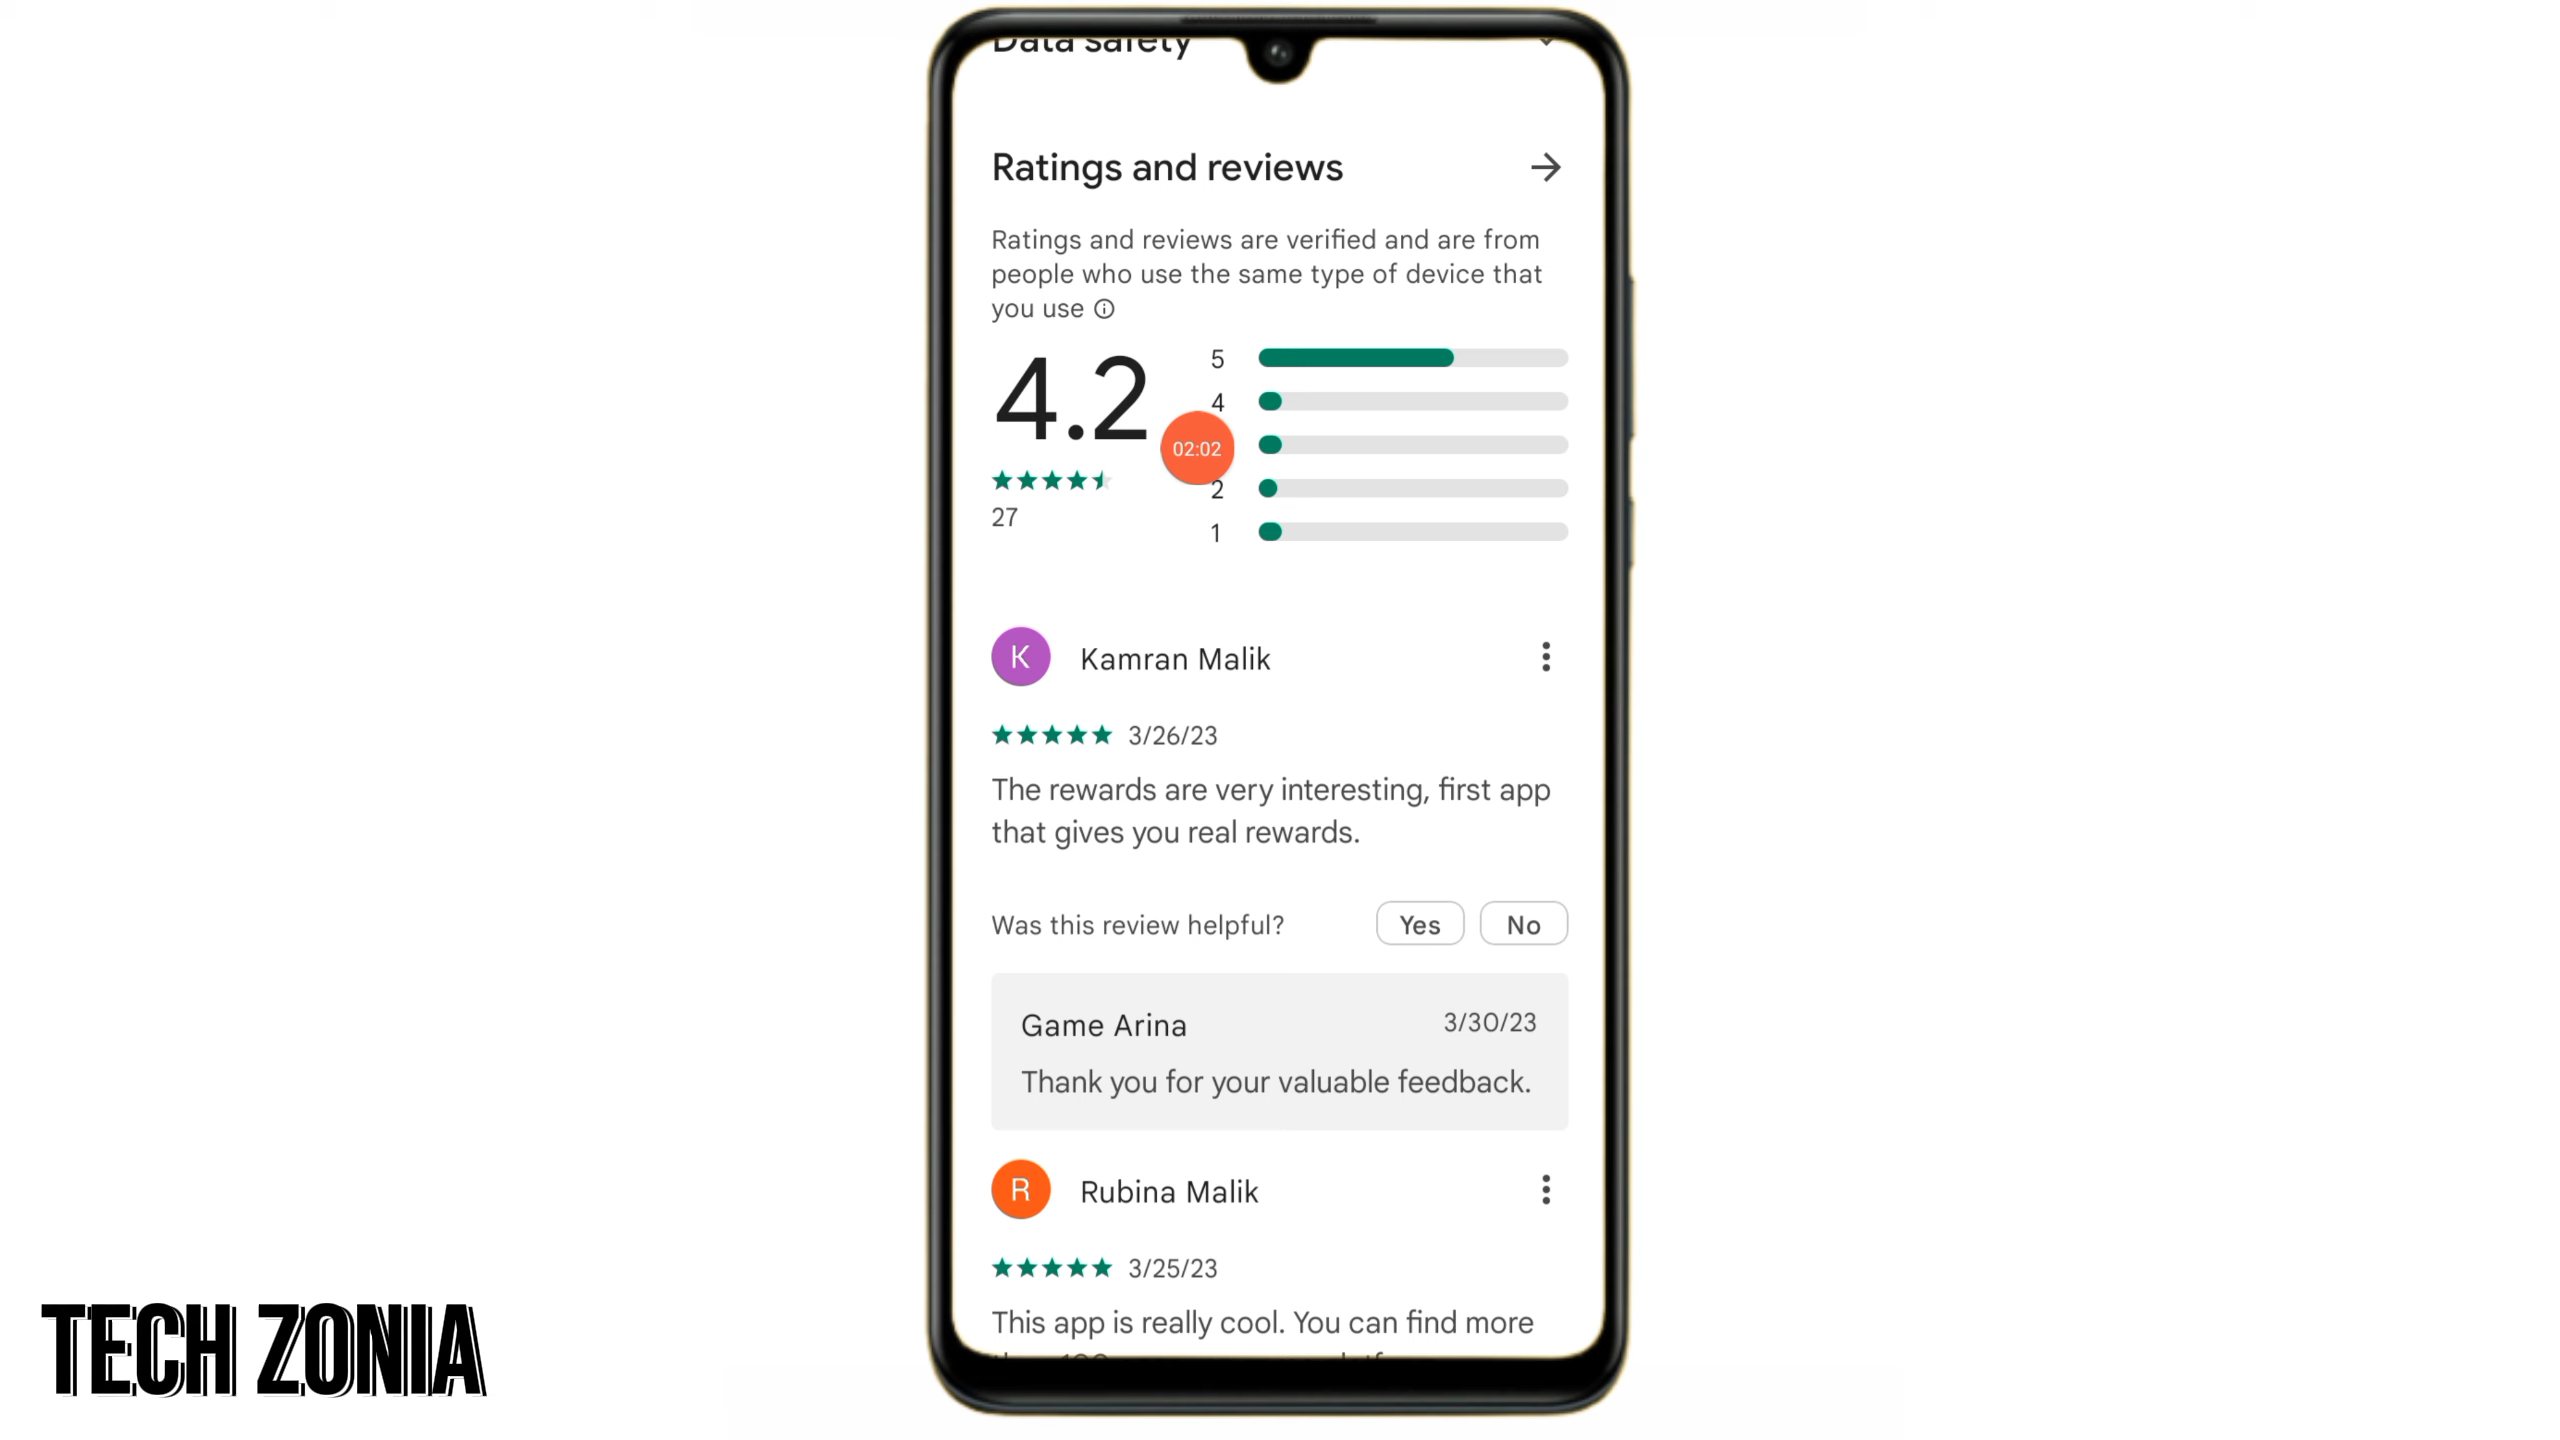 Data safety
Ratings and reviews
Ratings and reviews are verified and are from
people who use the same type of device that
you use
4.2
27
5
4
02:02
2
1
K
Kamran Malik
3/26/23
The rewards are very interesting, first app
that gives you real rewards.
Was this review helpful?
Yes
No
Game Arina
3/30/23
Thank you for your valuable feedback.
R
Rubina Malik
3/25/23
This app is really cool. You can find more
TECH ZONIA